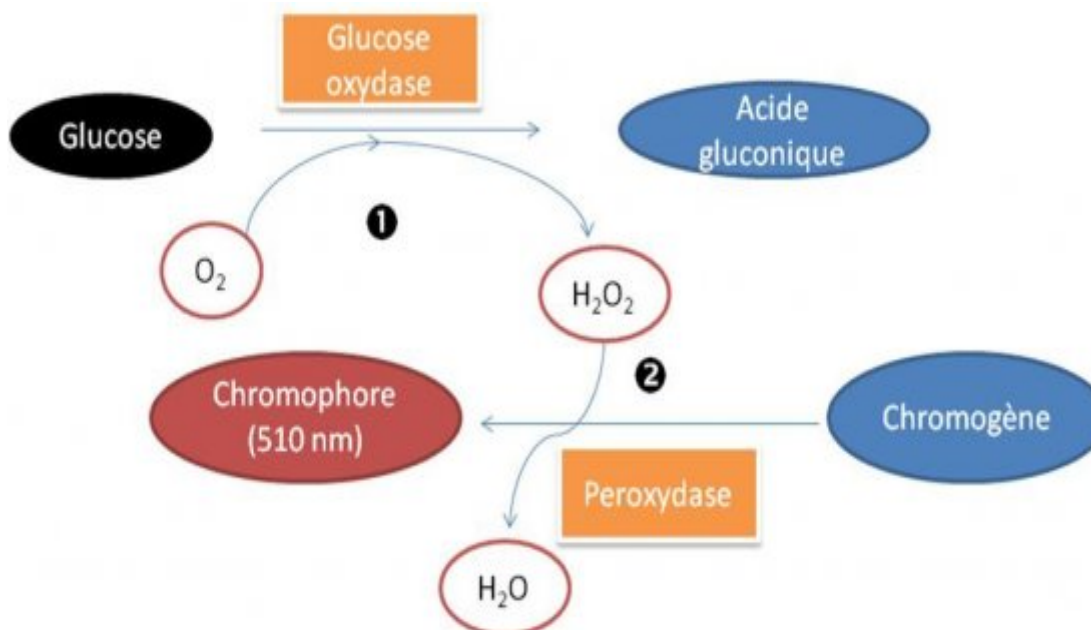 Glucose
oxydase
Glucose
Acide
gluconique
❶
O₂
H₂O₂
❷
Chromophore
(510 nm)
Chromogène
Peroxydase
H₂O